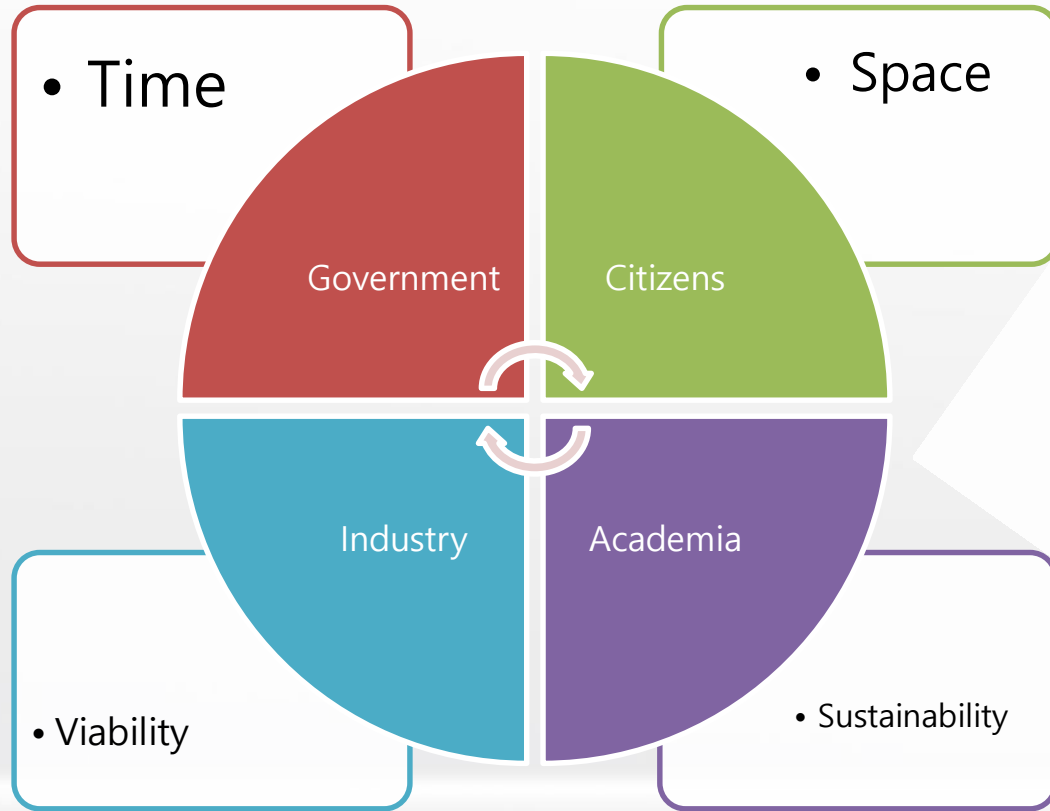 • Time
• Space
Government
Citizens
Industry
Academia
• Viability
• Sustainability